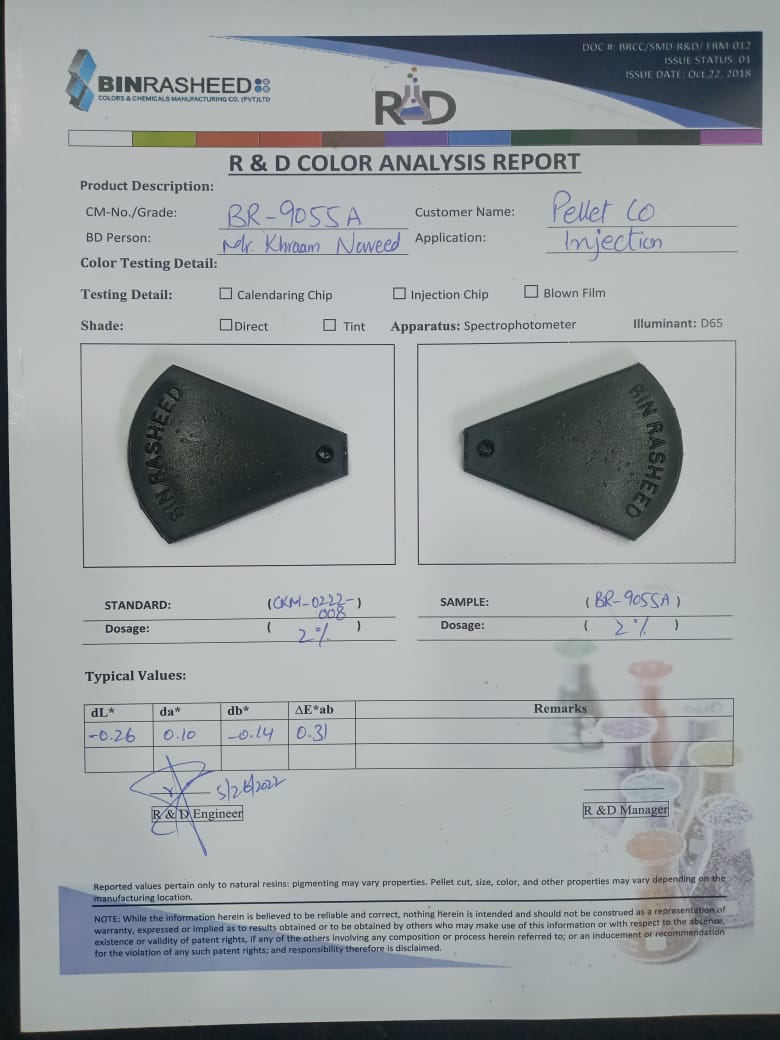 DOC #: BRCC/SMD-R&D/ FRM-012
ISSUE STATUS: 01
ISSUE DATE: Oct.22, 2018
BINRASHEED
COLORS & CHEMICALS MANUFACTURING CO. (PVT)LTD
R&D
R & D COLOR ANALYSIS REPORT
Product Description:
CM-No./Grade: BR-9055A Customer Name: Pellet Co
BD Person: Mr. Khraam Naweed Application: Injection
Color Testing Detail:
Testing Detail: ☐ Calendaring Chip ☐ Injection Chip ☐ Blown Film
Shade: ☐ Direct ☐ Tint Apparatus: Spectrophotometer Illuminant: D65
BIN RASHEED
BIN RASHEED
STANDARD: (CKM-0222-008) SAMPLE: (BR-9055A)
Dosage: ( 2% ) Dosage: ( 2% )
Typical Values:
dL* da* db* ΔE*ab Remarks
-0.26 0.10 -0.14 0.31
5/26/2022
R & D Engineer R &D Manager
Reported values pertain only to natural resins: pigmenting may vary properties. Pellet cut, size, color, and other properties may vary depending on the
manufacturing location.
NOTE: While the information herein is believed to be reliable and correct, nothing Herein is intended and should not be construed as a representation of
warranty, expressed or implied as to results obtained or to be obtained by others who may make use of this information or with respect to the absence,
existence or validity of patent rights, if any of the others involving any composition or process herein referred to; or an inducement or recommendation
for the violation of any such patent rights; and responsibility therefore is disclaimed.